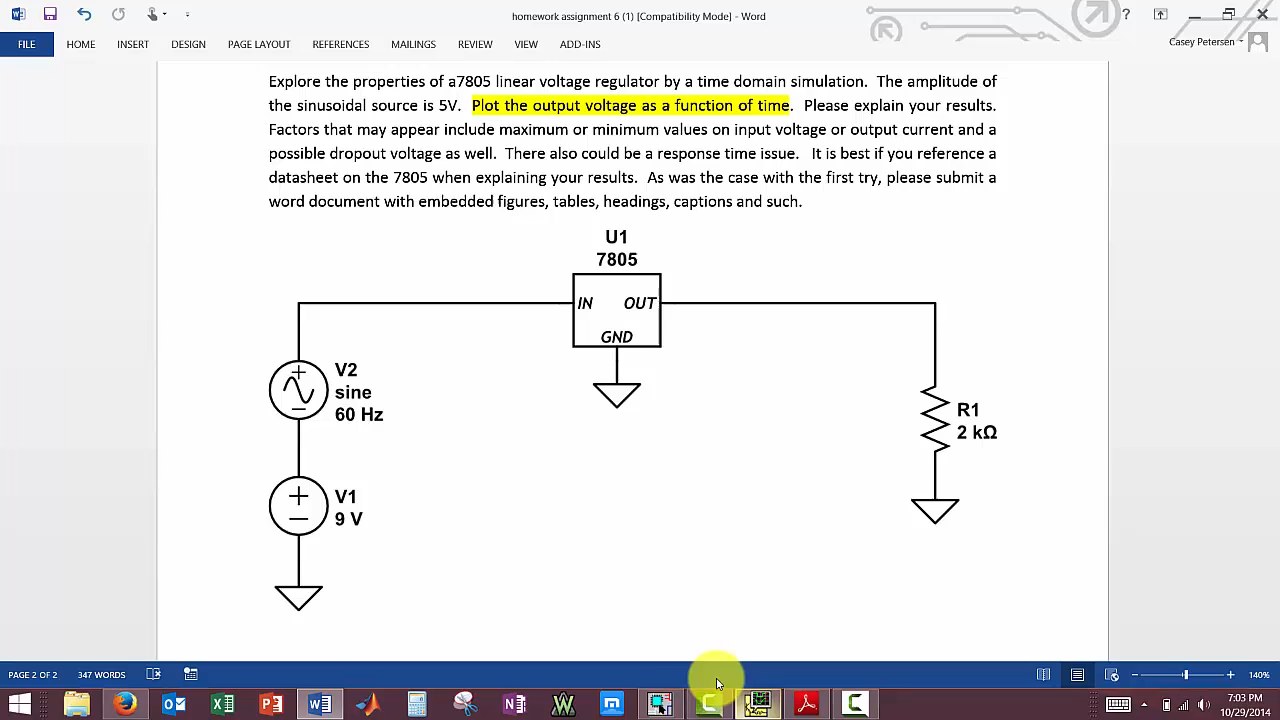 homework assignment 6 (1) [Compatibility Mode] - Word
?
FILE HOME INSERT DESIGN PAGE LAYOUT REFERENCES MAILINGS REVIEW VIEW ADD-INS
Casey Petersen
Explore the properties of a7805 linear voltage regulator by a time domain simulation. The amplitude of
the sinusoidal source is 5V. Plot the output voltage as a function of time. Please explain your results.
Factors that may appear include maximum or minimum values on input voltage or output current and a
possible dropout voltage as well. There also could be a response time issue. It is best if you reference a
datasheet on the 7805 when explaining your results. As was the case with the first try, please submit a
word document with embedded figures, tables, headings, captions and such.
U1
7805
IN OUT
GND
V2
sine
60 Hz
R1
2 kΩ
V1
9 V
PAGE 2 OF 2 347 WORDS
140%
7:03 PM
10/29/2014